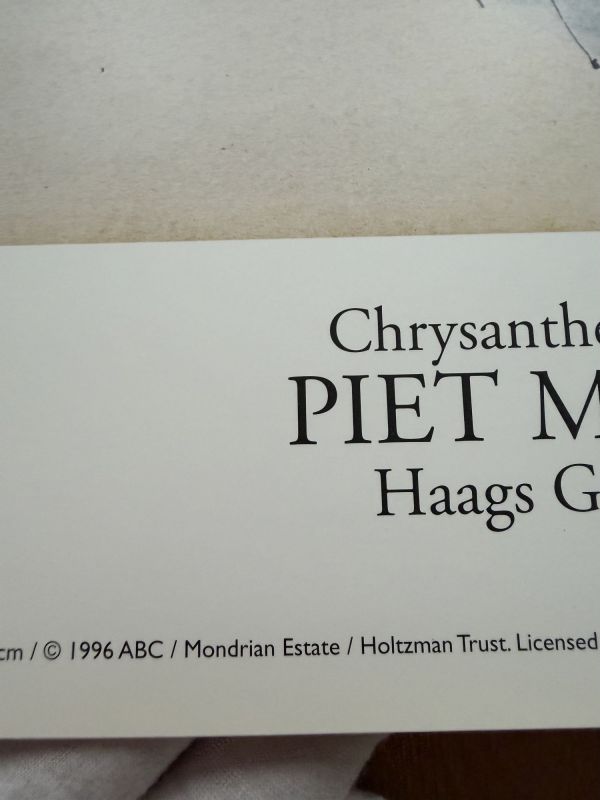 Chrysanthe
PIET M
Haags G
cm / © 1996 ABC / Mondrian Estate / Holtzman Trust. Licensed